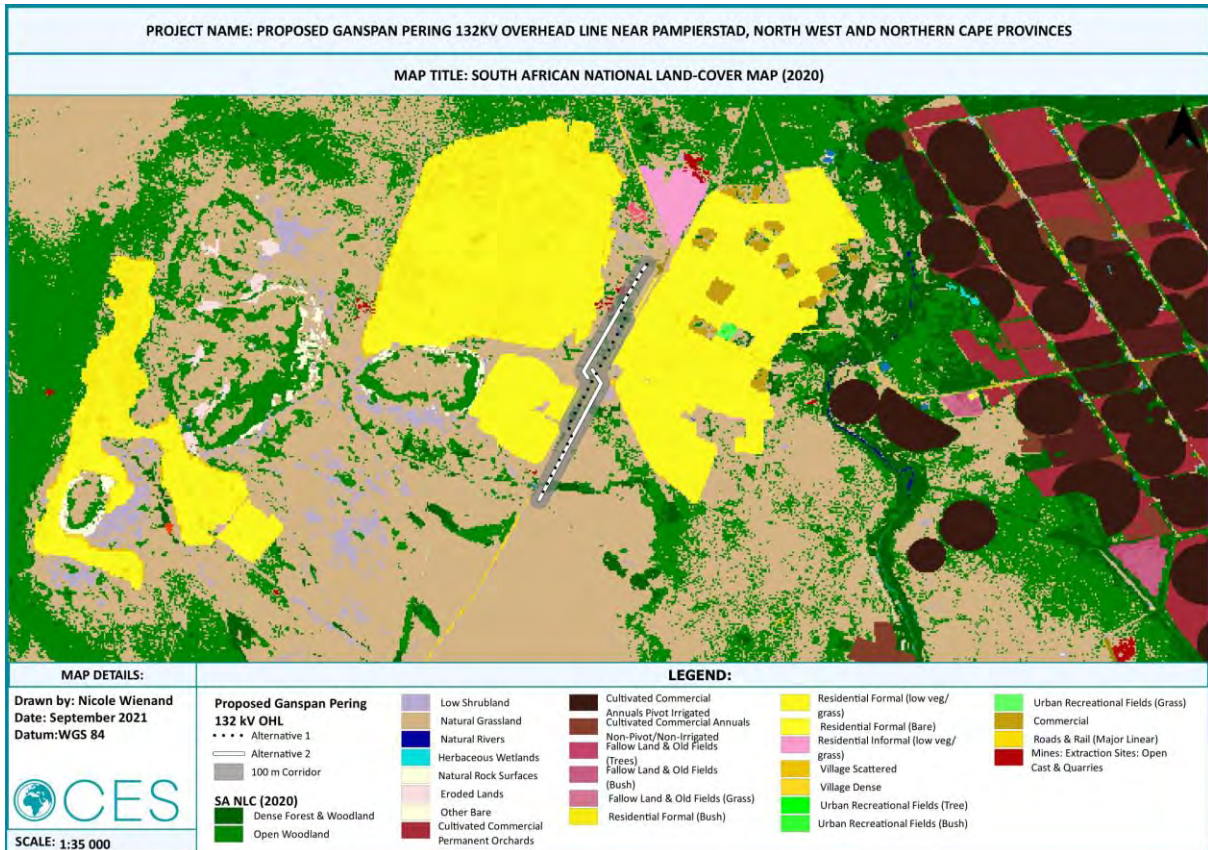 PROJECT NAME: PROPOSED GANSPAN PERING 132KV OVERHEAD LINE NEAR PAMPIERSTAD, NORTH WEST AND NORTHERN CAPE PROVINCES
MAP TITLE: SOUTH AFRICAN NATIONAL LAND-COVER MAP (2020)
MAP DETAILS:
Drawn by: Nicole Wienand
Date: September 2021
Datum:WGS 84
CES
SCALE: 1:35 000
LEGEND:
Proposed Ganspan Pering
132 kV OHL
Alternative 1
Alternative 2
100 m Corridor
SA NLC (2020)
Dense Forest & Woodland
Open Woodland
Low Shrubland
Natural Grassland
Natural Rivers
Herbaceous Wetlands
Natural Rock Surfaces
Eroded Lands
Other Bare
Cultivated Commercial
Permanent Orchards
Cultivated Commercial
Annuals Pivot Irrigated
Cultivated Commercial Annuals
Non-Pivot/Non-Irrigated
Fallow Land & Old Fields
(Trees)
Fallow Land & Old Fields
(Bush)
Fallow Land & Old Fields (Grass)
Residential Formal (Bush)
Residential Formal (low veg/
grass)
Residential Formal (Bare)
Residential Informal (low veg/
grass)
Village Scattered
Village Dense
Urban Recreational Fields (Tree)
Urban Recreational Fields (Bush)
Urban Recreational Fields (Grass)
Commercial
Roads & Rail (Major Linear)
Mines: Extraction Sites: Open
Cast & Quarries